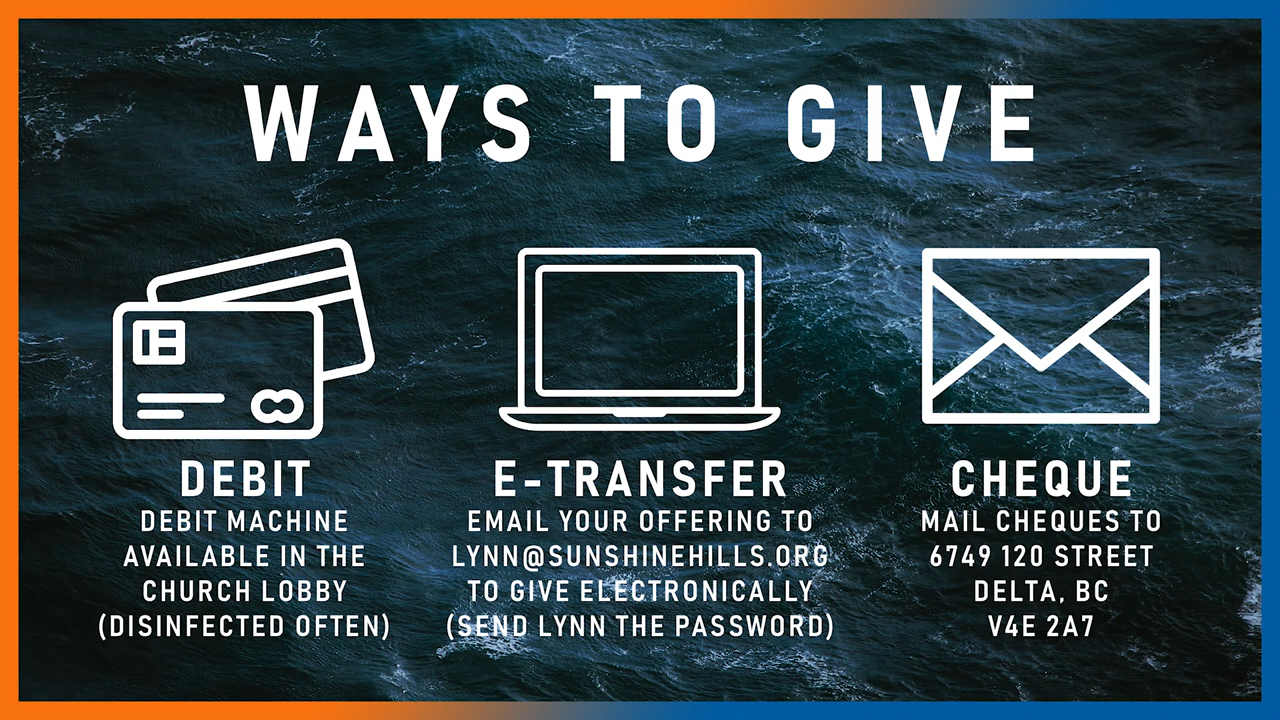 WAYS TO GIVE
DEBIT
DEBIT MACHINE
AVAILABLE IN THE
CHURCH LOBBY
(DISINFECTED OFTEN)
E-TRANSFER
EMAIL YOUR OFFERING TO
LYNN@SUNSHINEHILLS.ORG
TO GIVE ELECTRONICALLY
(SEND LYNN THE PASSWORD)
CHEQUE
MAIL CHEQUES TO
6749 120 STREET
DELTA, BC
V4E 2A7